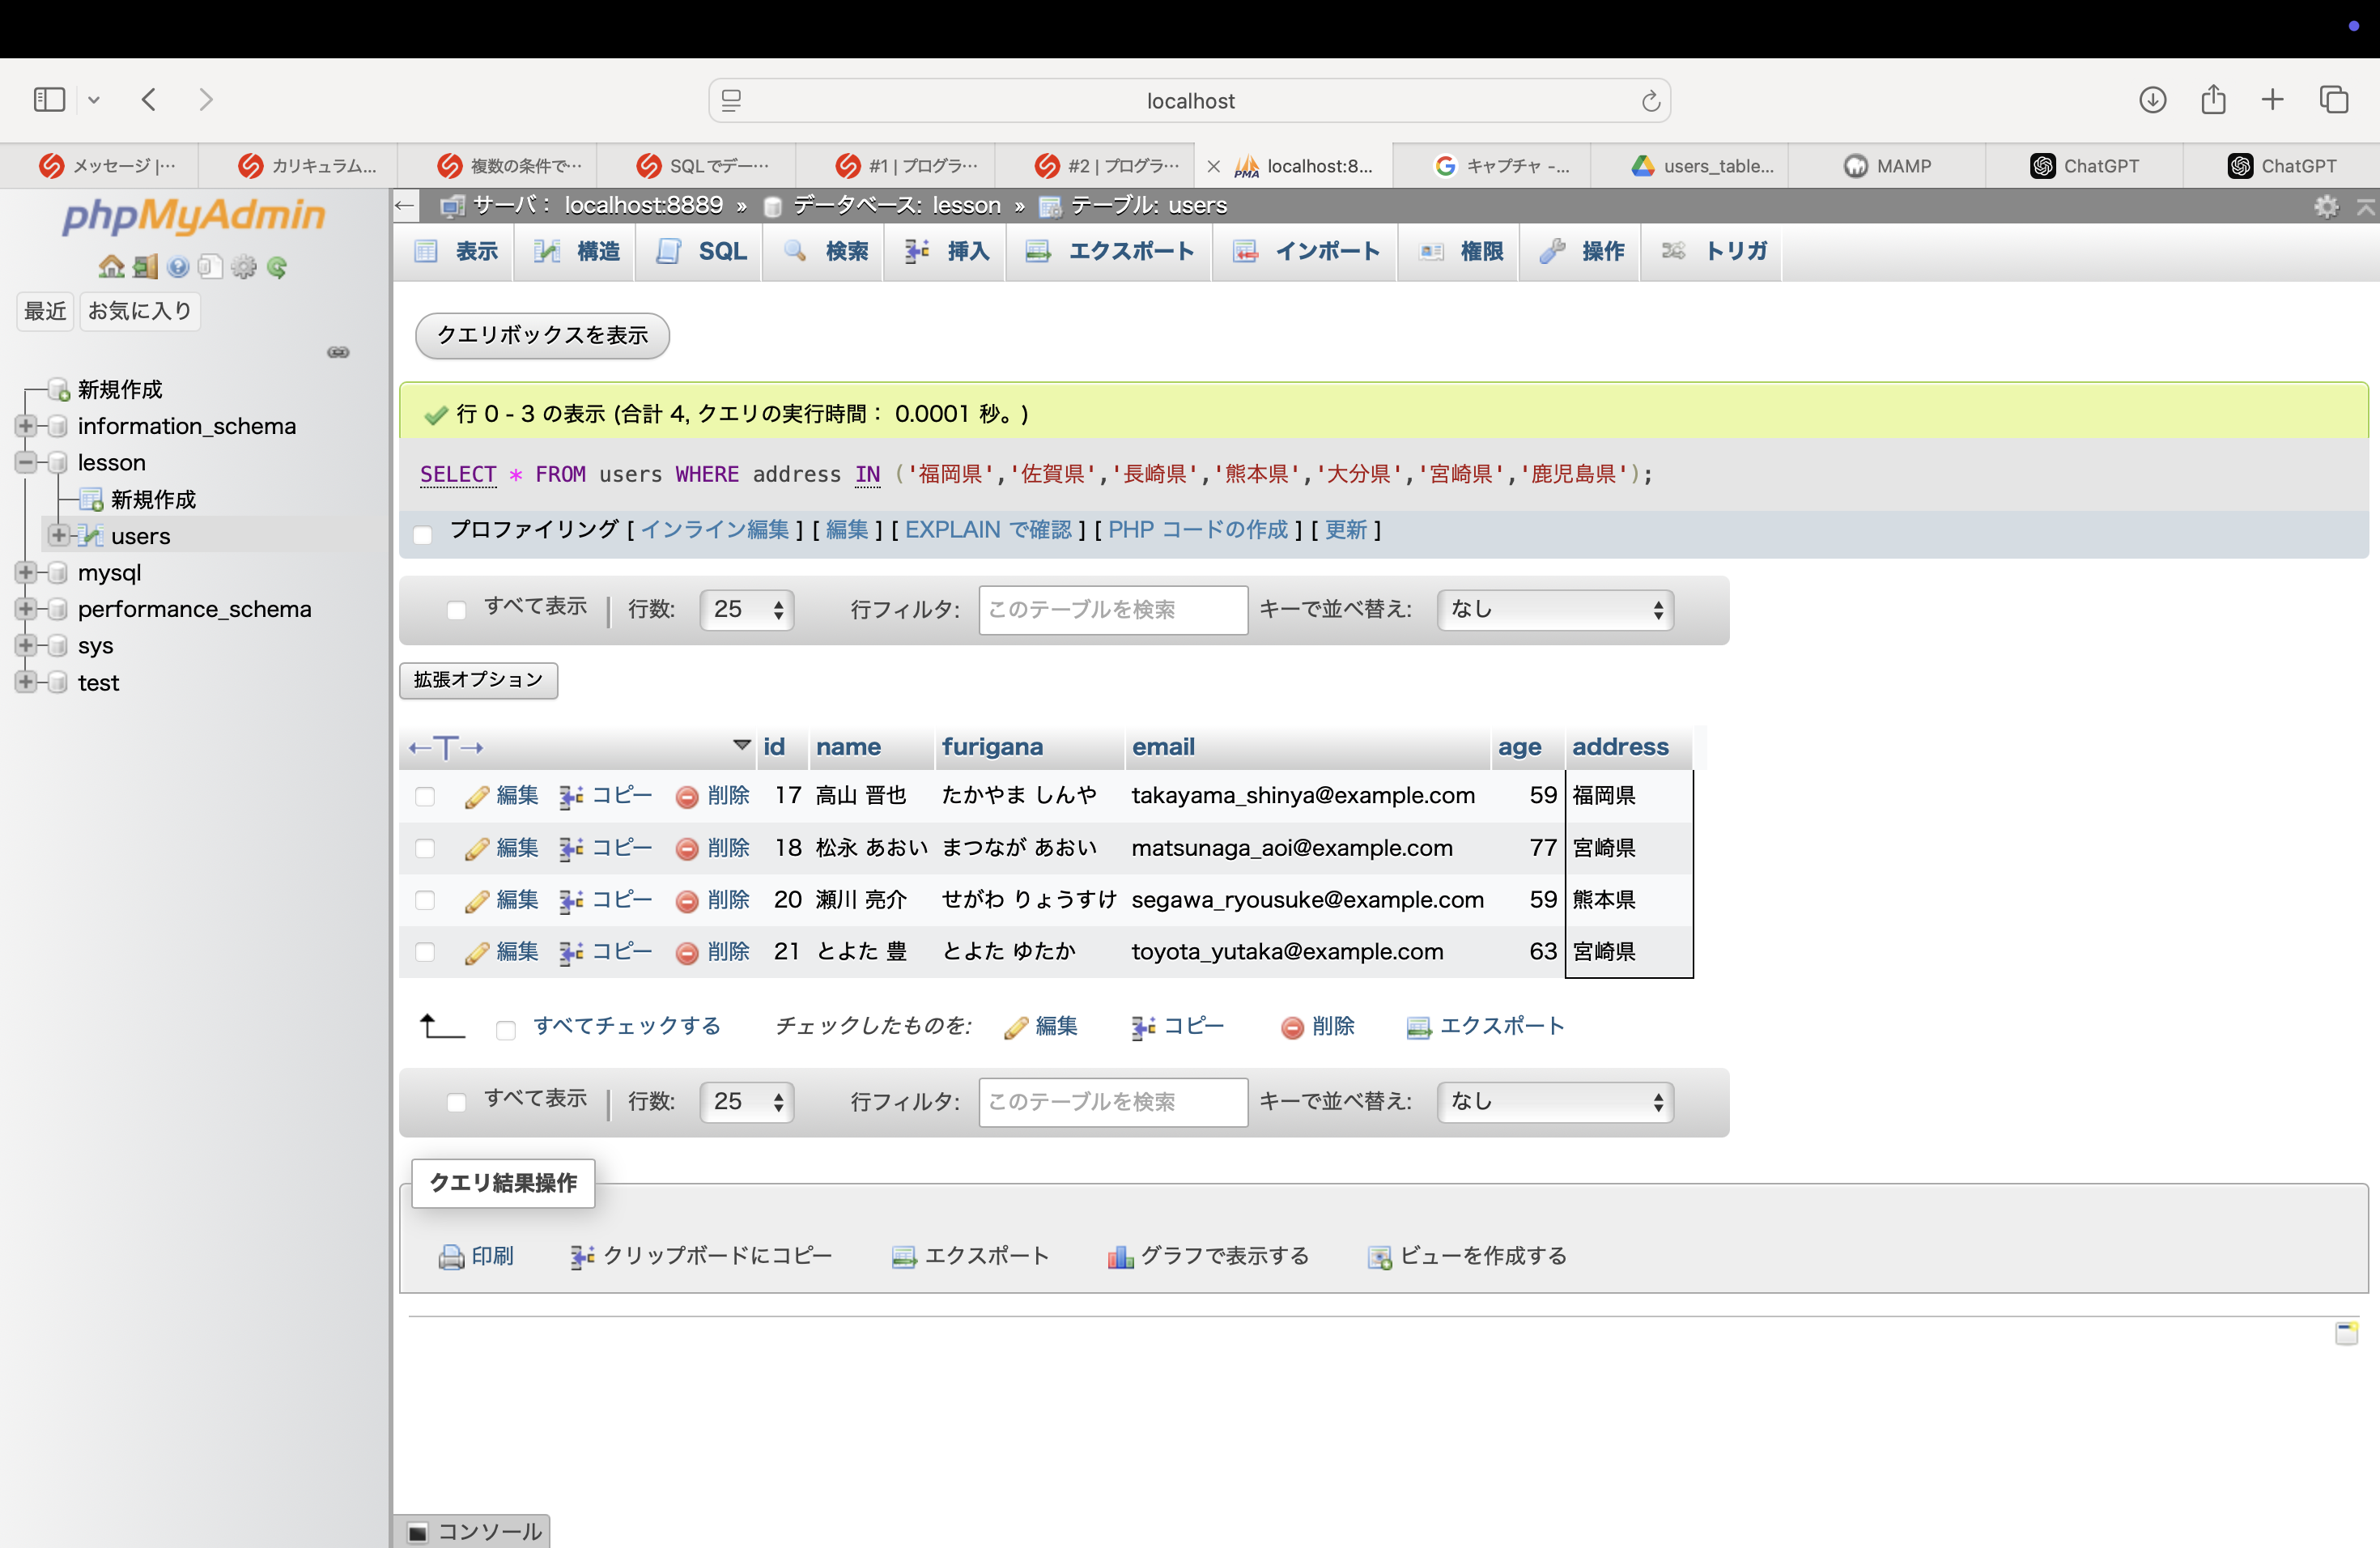 localhost
メッセージ |…
カリキュラム…
複数の条件で…
SQLでデー…
#1 | プログラ…
#2 | プログラ…
localhost:8...
キャプチャ -...
users_table...
MAMP
ChatGPT
ChatGPT
phpMyAdmin
最近 お気に入り
新規作成
information_schema
lesson
新規作成
users
mysql
performance_schema
sys
test
サーバ： localhost:8889 » データベース: lesson » テーブル: users
表示 構造 SQL 検索 挿入 エクスポート インポート 権限 操作 トリガ
クエリボックスを表示
行 0 - 3 の表示 (合計 4, クエリの実行時間： 0.0001 秒。)
SELECT * FROM users WHERE address IN ('福岡県','佐賀県','長崎県','熊本県','大分県','宮崎県','鹿児島県');
プロファイリング [ インライン編集 ] [ 編集 ] [ EXPLAIN で確認 ] [ PHP コードの作成 ] [ 更新 ]
すべて表示 | 行数: 25 行フィルタ: このテーブルを検索 キーで並べ替え: なし
拡張オプション
←T→ id name furigana email age address
編集 コピー 削除 17 高山 晋也 たかやま しんや takayama_shinya@example.com 59 福岡県
編集 コピー 削除 18 松永 あおい まつなが あおい matsunaga_aoi@example.com 77 宮崎県
編集 コピー 削除 20 瀬川 亮介 せがわ りょうすけ segawa_ryousuke@example.com 59 熊本県
編集 コピー 削除 21 とよた 豊 とよた ゆたか toyota_yutaka@example.com 63 宮崎県
すべてチェックする チェックしたものを: 編集 コピー 削除 エクスポート
すべて表示 | 行数: 25 行フィルタ: このテーブルを検索 キーで並べ替え: なし
クエリ結果操作
印刷 クリップボードにコピー エクスポート グラフで表示する ビューを作成する
コンソール